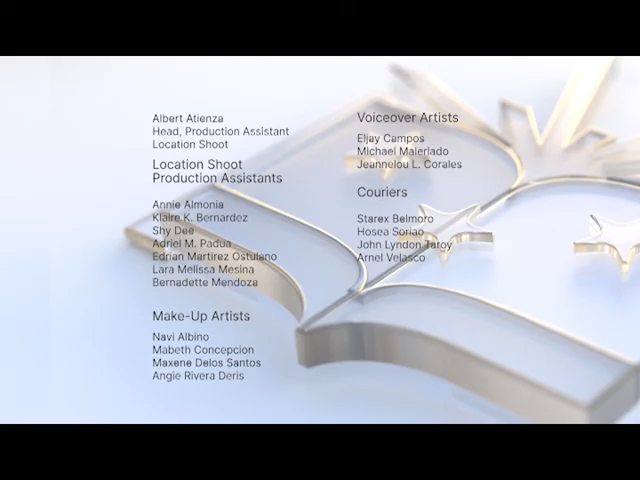 Albert Atienza
Head, Production Assistant
Location Shoot
Location Shoot
Production Assistants
Annie Almonia
Klaire K. Bernardez
Shy Dee
Adriel M. Padua
Edrian Martirez Ostulano
Lara Melissa Mesina
Bernadette Mendoza
Make-Up Artists
Navi Albino
Mabeth Concepcion
Maxene Delos Santos
Angie Rivera Deris
Voiceover Artists
Eljay Campos
Michael Maleriado
Jeannelou L. Corales
Couriers
Starex Belmoro
Hosea Soriao
John Lyndon Taroy
Arnel Velasco